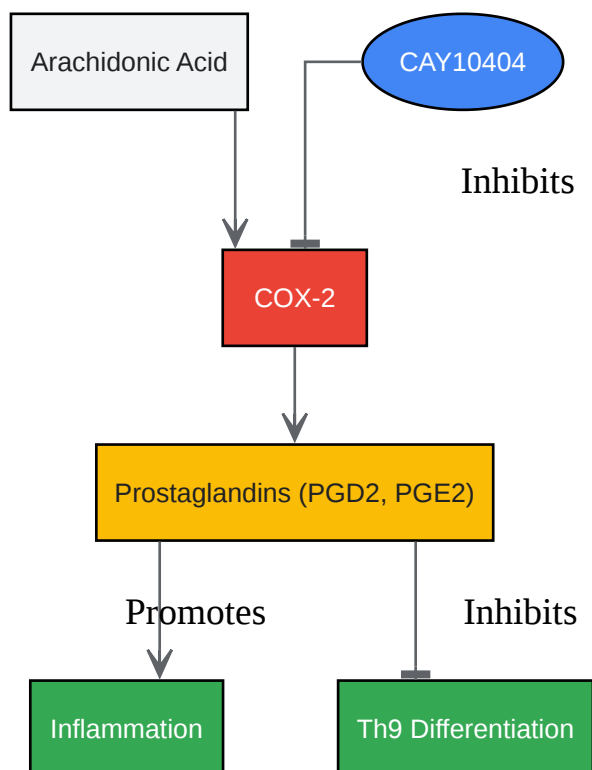 Arachidonic Acid
CAY10404
Inhibits
COX-2
Prostaglandins (PGD2, PGE2)
Promotes
Inhibits
Inflammation
Th9 Differentiation